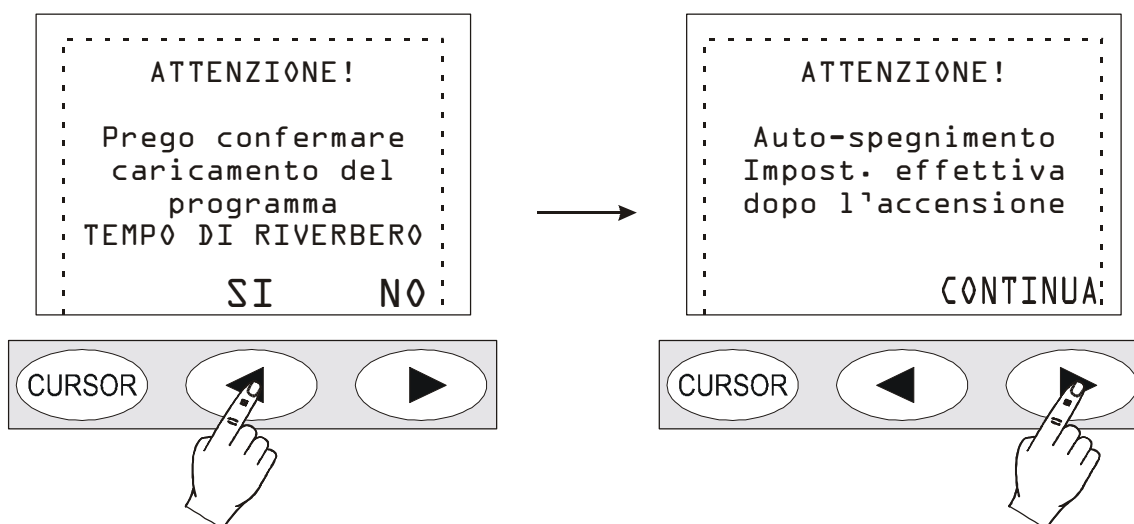 ATTENZIONE!
Prego confermare
caricamento del
programma
TEMPO DI RIVERBERO
SI NO
CURSOR
ATTENZIONE!
Auto-spegnimento
Impost. effettiva
dopo l'accensione
CONTINUA
CURSOR